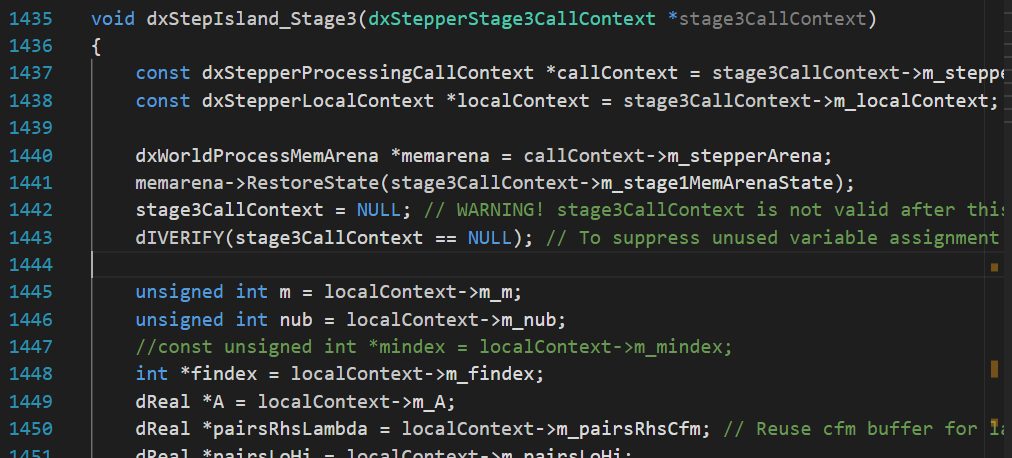 1435 void dxStepIsland_Stage3(dxStepperStage3CallContext *stage3CallContext)
1436 {
1437 const dxStepperProcessingCallContext *callContext = stage3CallContext->m_steppe
1438 const dxStepperLocalContext *localContext = stage3CallContext->m_localContext;
1439
1440 dxWorldProcessMemArena *memarena = callContext->m_stepperArena;
1441 memarena->RestoreState(stage3CallContext->m_stage1MemArenaState);
1442 stage3CallContext = NULL; // WARNING! stage3CallContext is not valid after this
1443 dIVERIFY(stage3CallContext == NULL); // To suppress unused variable assignment
1444
1445 unsigned int m = localContext->m_m;
1446 unsigned int nub = localContext->m_nub;
1447 //const unsigned int *mindex = localContext->m_mindex;
1448 int *findex = localContext->m_findex;
1449 dReal *A = localContext->m_A;
1450 dReal *pairsRhsLambda = localContext->m_pairsRhsCfm; // Reuse cfm buffer for la
1451 dReal *pairsLoHi = localContext->m_pairsLoHi;